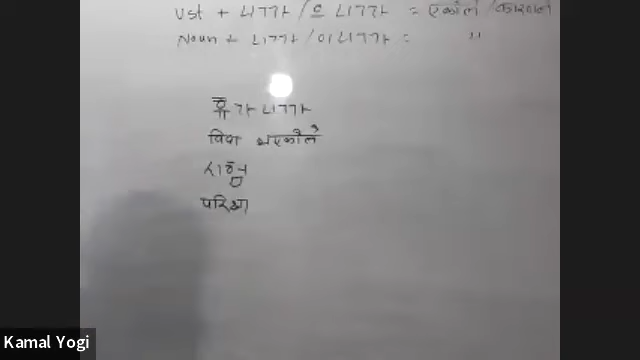 Vst + 니까 / 으니까 = एकोले / कारणले
Noun + 니까 / 이니까 = "
휴가니까
विदा भएकोले
시험
परिक्षा
Kamal Yogi